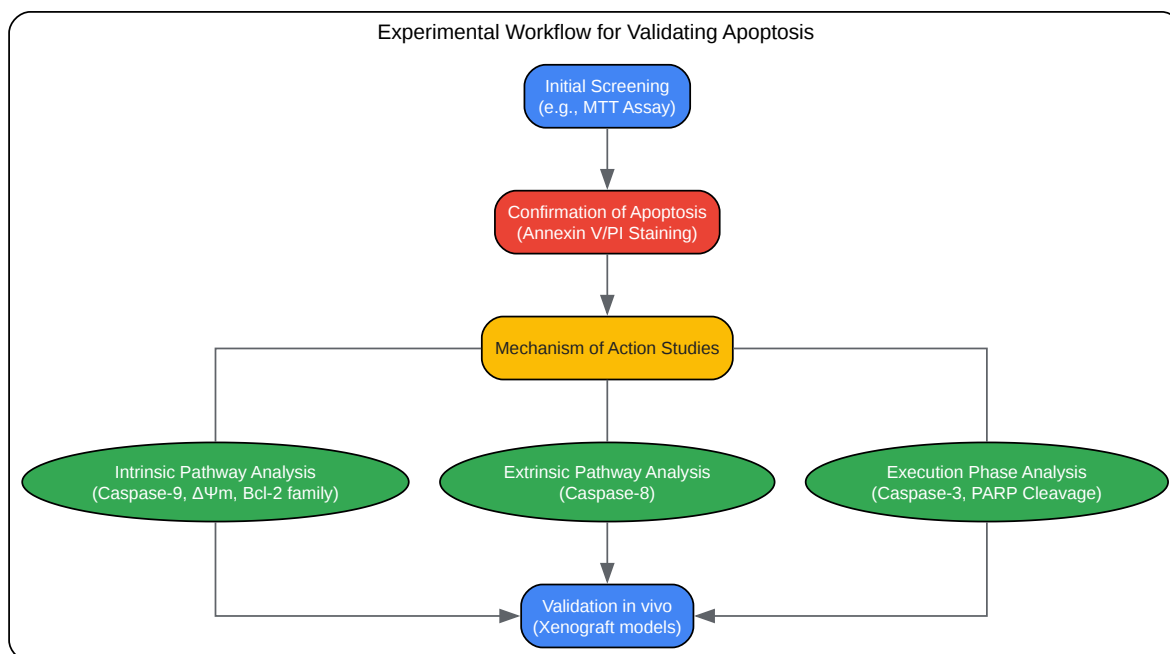 Experimental Workflow for Validating Apoptosis
Initial Screening
(e.g., MTT Assay)
Confirmation of Apoptosis
(Annexin V/PI Staining)
Mechanism of Action Studies
Intrinsic Pathway Analysis
(Caspase-9, ΔΨm, Bcl-2 family)
Extrinsic Pathway Analysis
(Caspase-8)
Execution Phase Analysis
(Caspase-3, PARP Cleavage)
Validation in vivo
(Xenograft models)